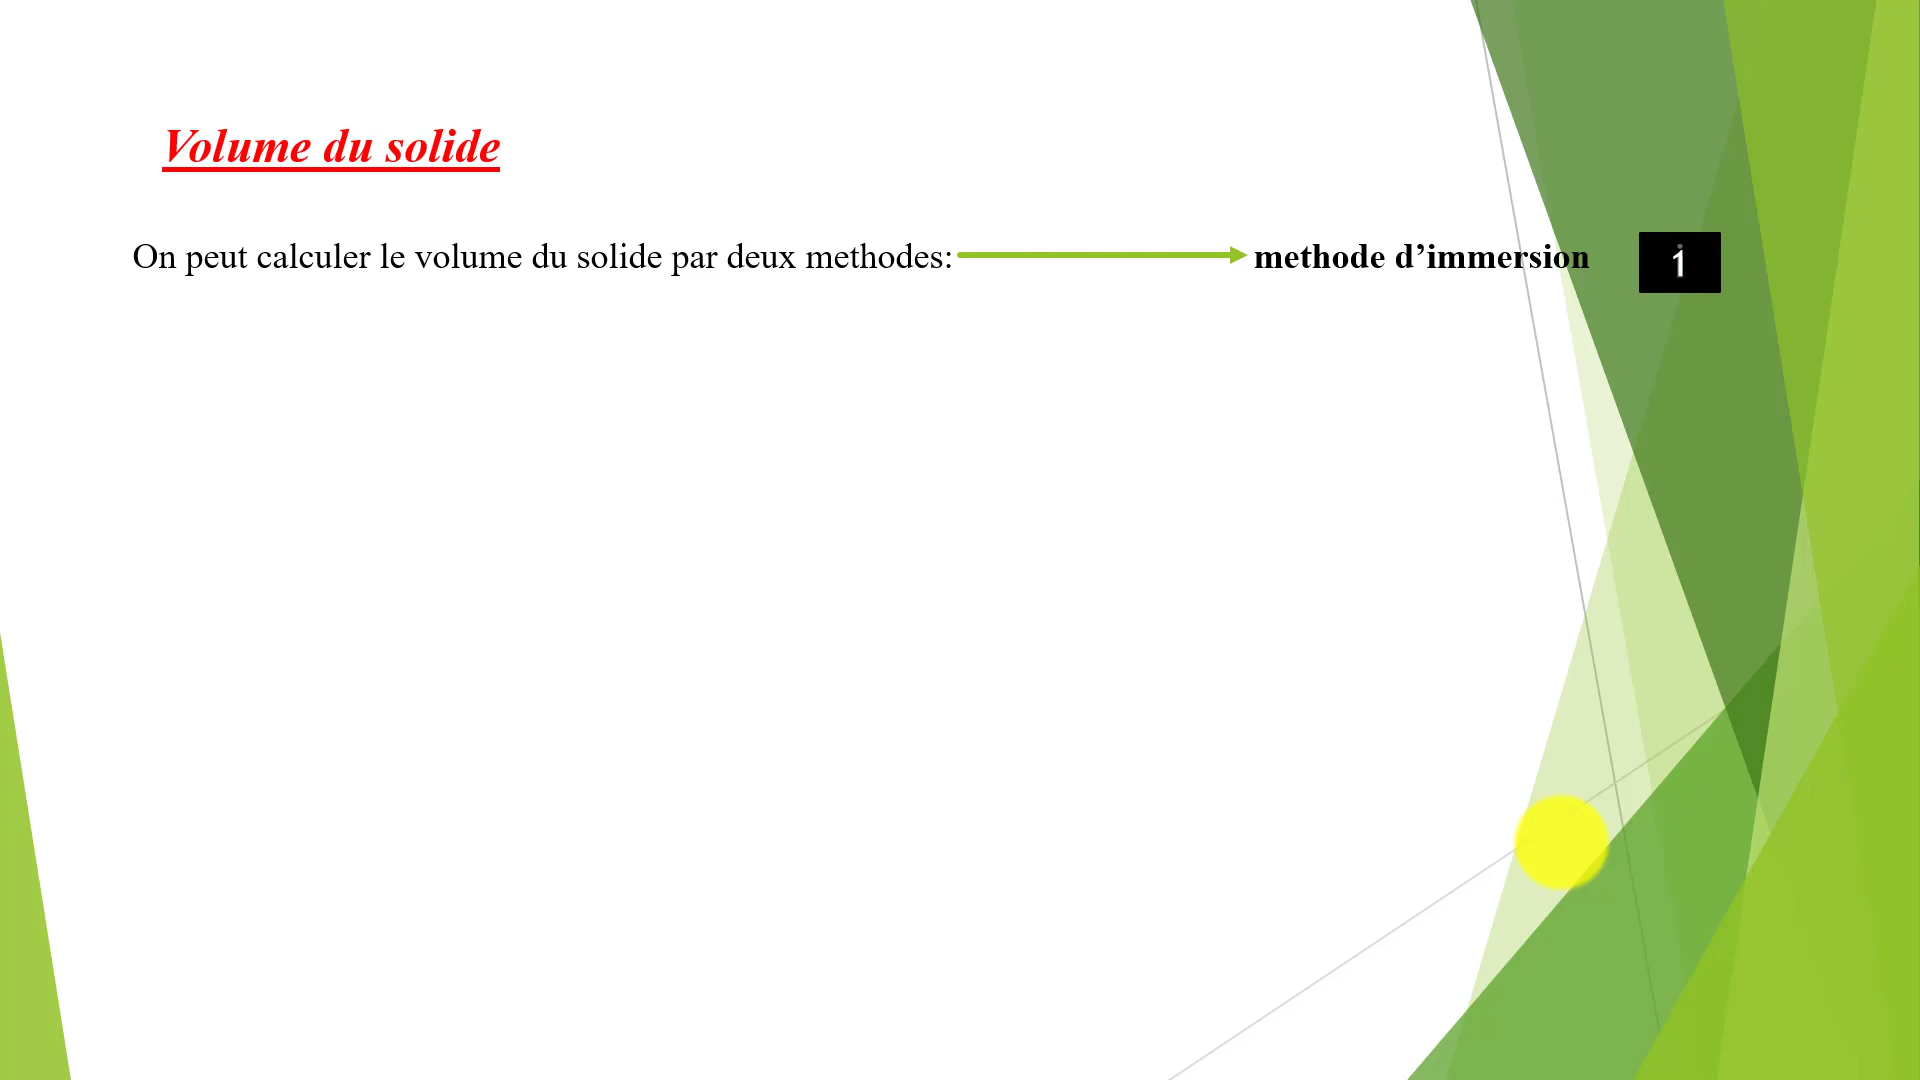 Volume du solide
On peut calculer le volume du solide par deux methodes: methode d’immersion 1